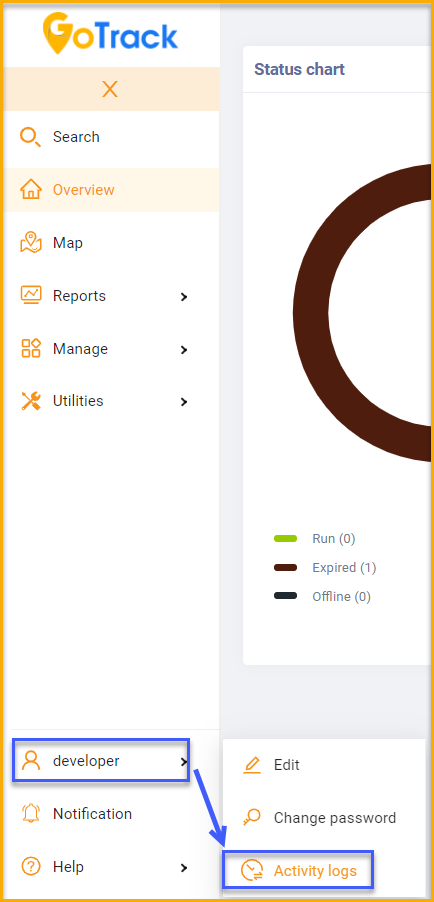 GoTrack
X
Search
Overview
Map
Reports
Manage
Utilities
developer
Notification
Help
Status chart
Run (0)
Expired (1)
Offline (0)
Edit
Change password
Activity logs